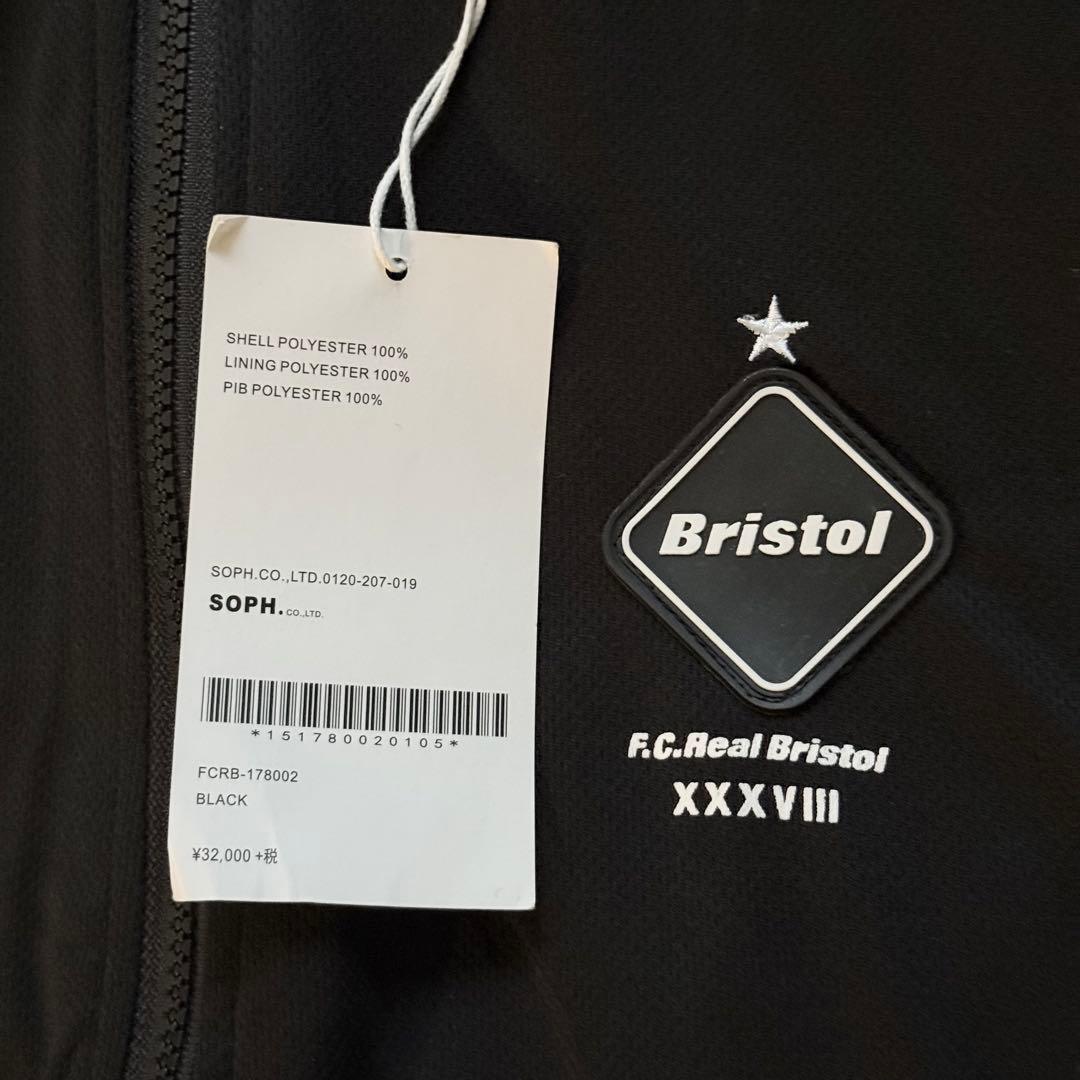 SHELL POLYESTER 100%
LINING POLYESTER 100%
PIB POLYESTER 100%
SOPH.CO.,LTD.0120-207-019
SOPH.CO.,LTD.
*151780020105*
FCRB-178002
BLACK
¥32,000 +税
Bristol
F.C.Real Bristol
XXXVIII